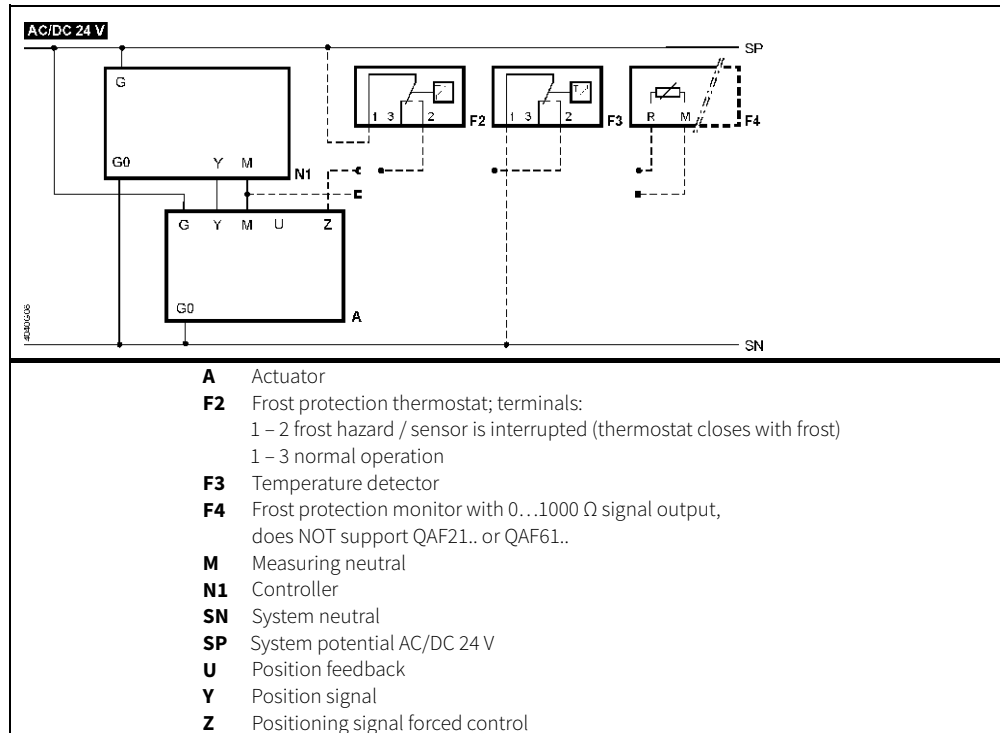 AC/DC 24 V
SP
G
1 3 2
F2
1 3 2
F3
R M
F4
G0 Y M
N1
G Y M U Z
G0
A
4040G06
SN
A Actuator
F2 Frost protection thermostat; terminals:
1 – 2 frost hazard / sensor is interrupted (thermostat closes with frost)
1 – 3 normal operation
F3 Temperature detector
F4 Frost protection monitor with 0…1000 Ω signal output,
does NOT support QAF21.. or QAF61..
M Measuring neutral
N1 Controller
SN System neutral
SP System potential AC/DC 24 V
U Position feedback
Y Position signal
Z Positioning signal forced control